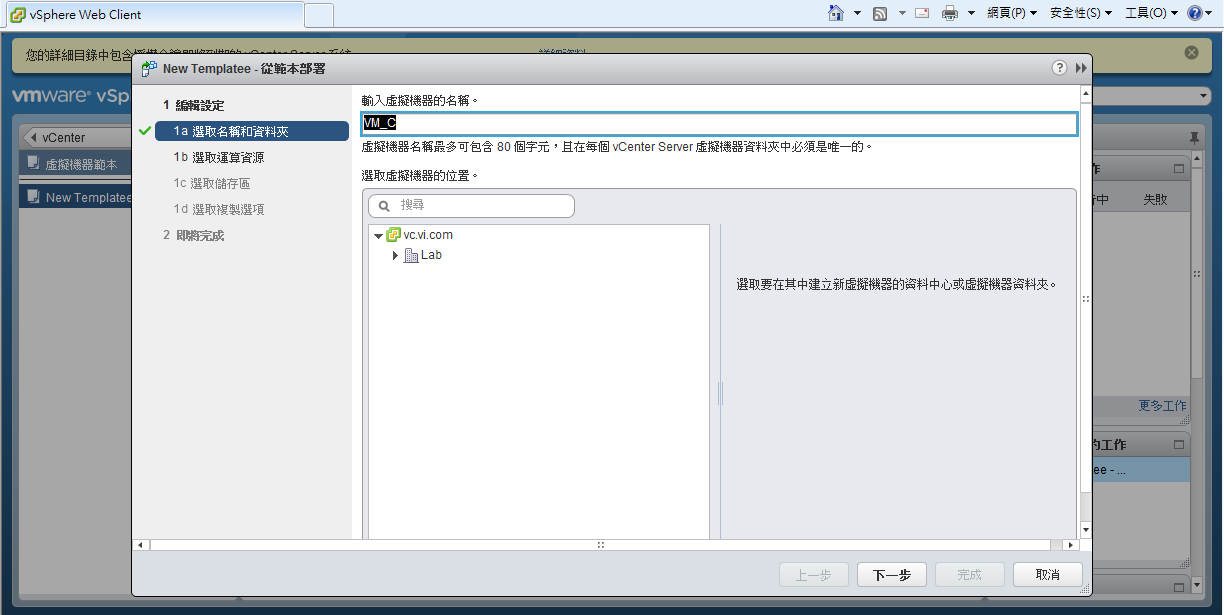 vSphere Web Client
網頁(P)
安全性(S)
工具(O)
您的詳細目錄中包含
vmware® vSp
New Templatee - 從範本部署
vCenter
虛擬機器範本
New Templatee
1 編輯設定
1a 選取名稱和資料夾
1b 選取運算資源
1c 選取儲存區
1d 選取複製選項
2 即將完成
輸入虛擬機器的名稱。
VM_C
虛擬機器名稱最多可包含 80 個字元，且在每個 vCenter Server 虛擬機器資料夾中必須是唯一的。
選取虛擬機器的位置。
搜尋
vc.vi.com
Lab
選取要在其中建立新虛擬機器的資料中心或虛擬機器資料夾。
作
行中
失敗
更多工作
的工作
ee - ...
上一步
下一步
完成
取消